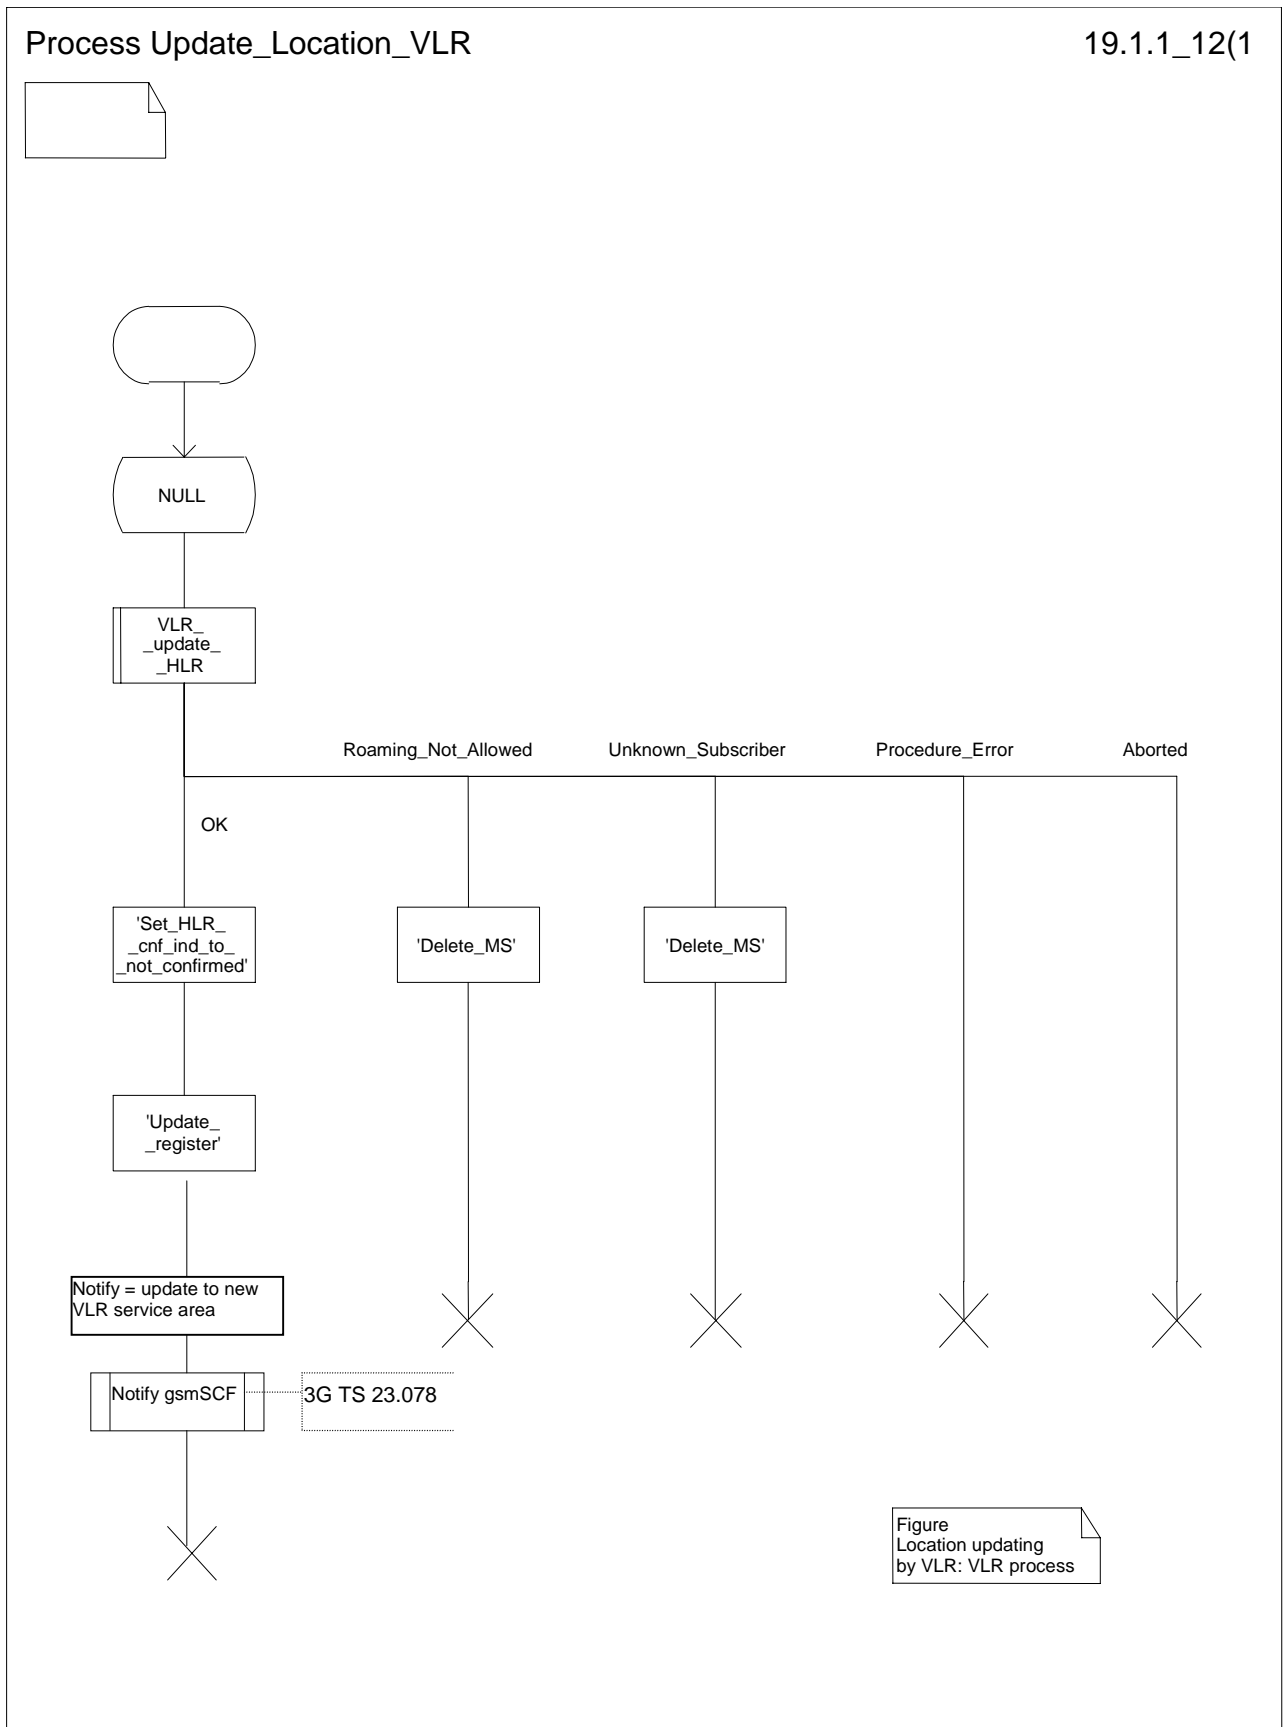 Process Update_Location_VLR
19.1.1_12(1
NULL
VLR_
_update_
_HLR
Roaming_Not_Allowed
Unknown_Subscriber
Procedure_Error
Aborted
OK
'Set_HLR_
_cnf_ind_to_
_not_confirmed'
'Delete_MS'
'Delete_MS'
'Update_
_register'
Notify = update to new
VLR service area
Notify gsmSCF
3G TS 23.078
Figure
Location updating
by VLR: VLR process